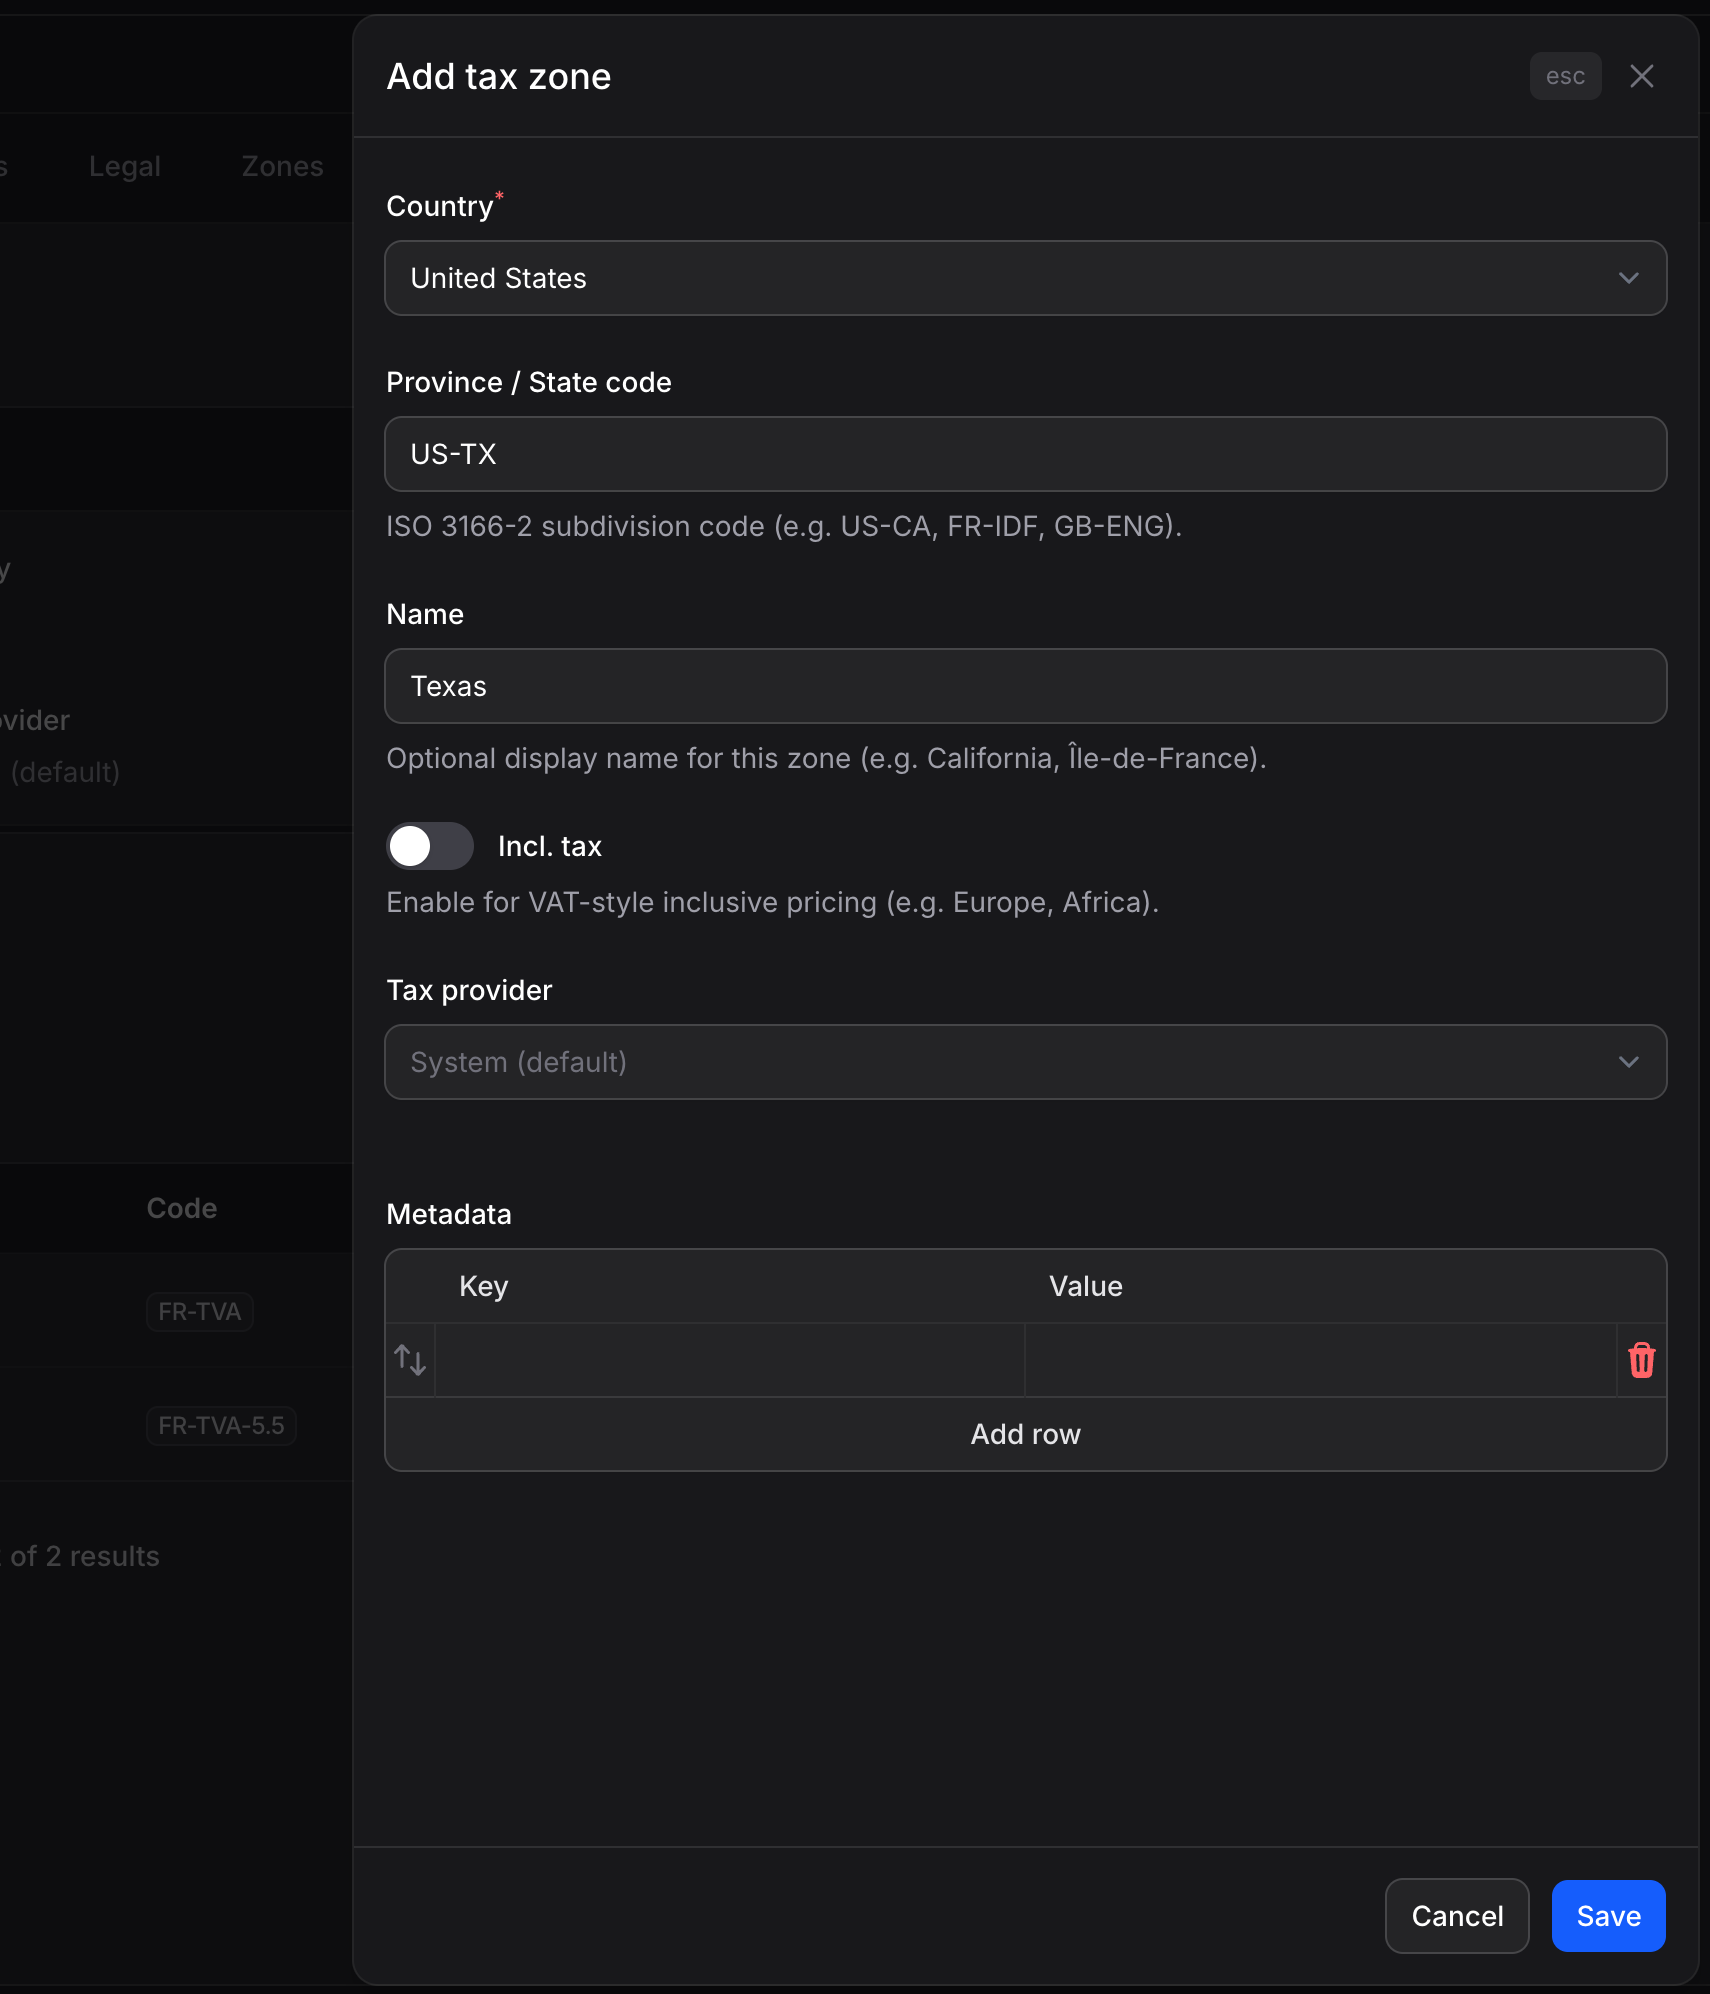 Add tax zone
esc
Legal
Zones
Country*
United States
Province / State code
US-TX
ISO 3166-2 subdivision code (e.g. US-CA, FR-IDF, GB-ENG).
Name
Texas
Optional display name for this zone (e.g. California, Île-de-France).
(default)
Incl. tax
Enable for VAT-style inclusive pricing (e.g. Europe, Africa).
Tax provider
System (default)
Metadata
Key
Value
Add row
Code
FR-TVA
FR-TVA-5.5
of 2 results
Cancel
Save